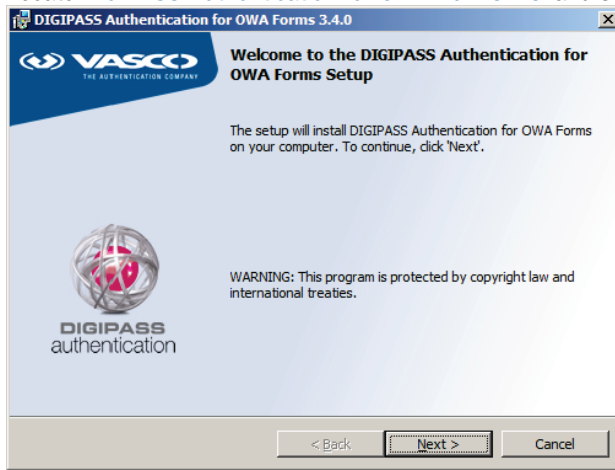 DIGIPASS Authentication for OWA Forms 3.4.0
VASCO
THE AUTHENTICATION COMPANY
Welcome to the DIGIPASS Authentication for
OWA Forms Setup
The setup will install DIGIPASS Authentication for OWA Forms
on your computer. To continue, click 'Next'.
WARNING: This program is protected by copyright law and
international treaties.
DIGIPASS
authentication
< Back
Next >
Cancel